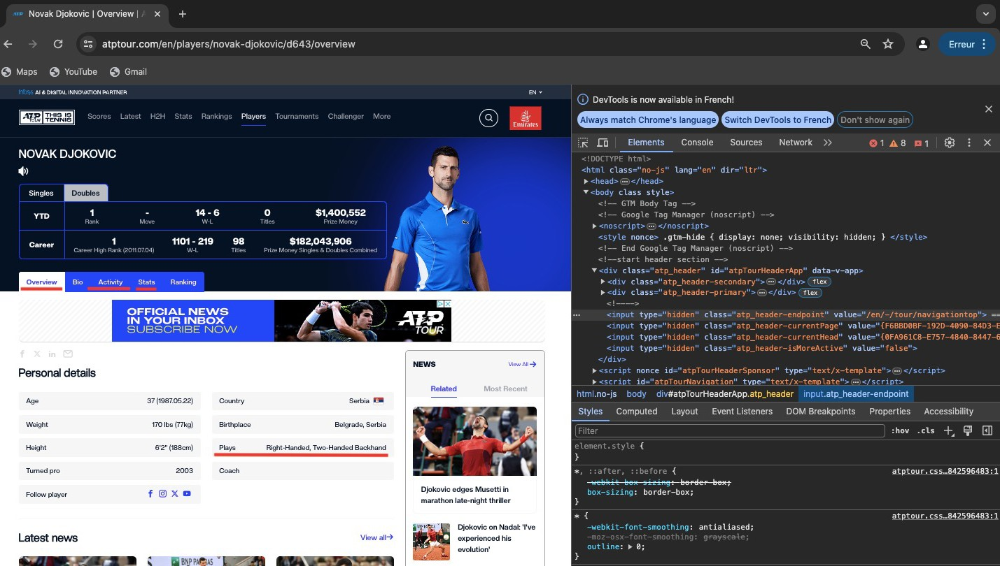 Novak Djokovic | Overview |
atptour.com/en/players/novak-djokovic/d643/overview
Erreur
Maps YouTube Gmail
Infosys AI & DIGITAL INNOVATION PARTNER
EN
ATP TOUR THIS IS TENNIS
Scores Latest H2H Stats Rankings Players Tournaments Challenger More
Emirates
NOVAK DJOKOVIC
Singles Doubles
YTD
1 - 14 - 6 0 $1,400,552
Rank Move W-L Titles Prize Money
Career
1 1101 - 219 98 $182,043,906
Career High Rank (2011.07.04) W-L Titles Prize Money Singles & Doubles Combined
Overview Bio Activity Stats Ranking
OFFICIAL NEWS
IN YOUR INBOX
SUBSCRIBE NOW
ATP
TOUR
Personal details
Age 37 (1987.05.22)
Country Serbia
Weight 170 lbs (77kg)
Birthplace Belgrade, Serbia
Height 6'2" (188cm)
Plays Right-Handed, Two-Handed Backhand
Turned pro 2003
Coach
Follow player
Latest news View all
NEWS View All
Related Most Recent
Djokovic edges Musetti in
marathon late-night thriller
Djokovic on Nadal: 'I've
experienced his
evolution'
BNP PARIBAS
DevTools is now available in French!
Always match Chrome's language Switch DevTools to French Don't show again
Elements Console Sources Network 1 8 1
<!DOCTYPE html>
<html class="no-js" lang="en" dir="ltr">
<head> </head>
<body class style>
<!-- GTM Body Tag -->
<!-- Google Tag Manager (noscript) -->
<noscript> </noscript>
<style nonce> .gtm-hide { display: none; visibility: hidden; } </style>
<!-- End Google Tag Manager (noscript) -->
<!--start header section -->
<div class="atp_header" id="atpTourHeaderApp" data-v-app>
<div class="atp_header-secondary"> </div> flex
<div class="atp_header-primary"> </div> flex
<!---->
<input type="hidden" class="atp_header-endpoint" value="/en/-/tour/navigationtop"> ==
<input type="hidden" class="atp_header-currentPage" value="{F6BBD0BF-192D-4090-84D3-E
<input type="hidden" class="atp_header-currentHead" value="{0FA961C8-E757-4840-8447-6
<input type="hidden" class="atp_header-isMoreActive" value="false">
</div>
<script nonce id="atpTourHeaderSponsor" type="text/x-template"> </script>
<script id="atpTourNavigation" type="text/x-template"> </script>
html.no-js body div#atpTourHeaderApp.atp_header input.atp_header-endpoint
Styles Computed Layout Event Listeners DOM Breakpoints Properties Accessibility
Filter :hov .cls
element.style {
}
*, ::after, ::before { atptour.css…842596483:1
-webkit-box-sizing: border-box;
box-sizing: border-box;
}
* { atptour.css…842596483:1
-webkit-font-smoothing: antialiased;
-moz-osx-font-smoothing: grayscale;
outline: 0;
}